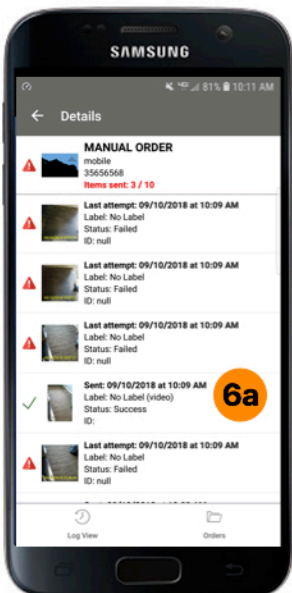 SAMSUNG
81% 10:11 AM
Details
MANUAL ORDER
mobile
35656568
Items sent: 3 / 10
Last attempt: 09/10/2018 at 10:09 AM
Label: No Label
Status: Failed
ID: null
Last attempt: 09/10/2018 at 10:09 AM
Label: No Label
Status: Failed
ID: null
Last attempt: 09/10/2018 at 10:09 AM
Label: No Label
Status: Failed
ID: null
Sent: 09/10/2018 at 10:09 AM
Label: No Label (video)
Status: Success
ID:
6a
Last attempt: 09/10/2018 at 10:09 AM
Label: No Label
Status: Failed
ID: null
Log View
Orders